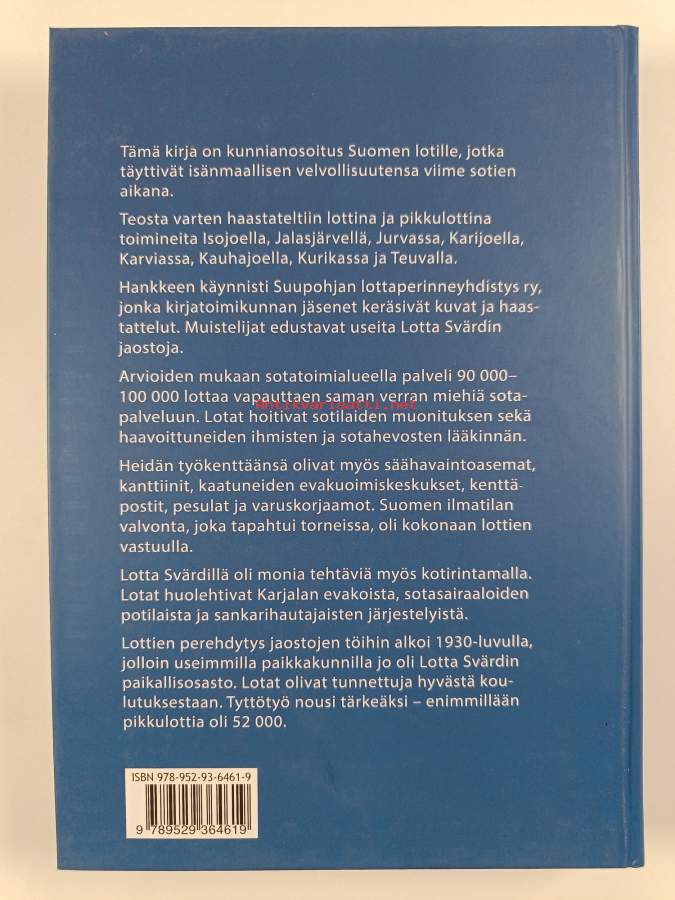 Tämä kirja on kunnianosoitus Suomen lotille, jotka
täyttivät isänmaallisen velvollisuutensa viime sotien
aikana.
Teosta varten haastateltiin lottina ja pikkulottina
toimineita Isojoella, Jalasjärvellä, Jurvassa, Karijoella,
Karviassa, Kauhajoella, Kurikassa ja Teuvalla.
Hankkeen käynnisti Suupohjan lottaperinneyhdistys ry,
jonka kirjatoimikunnan jäsenet keräsivät kuvat ja haas-
tattelut. Muistelijat edustavat useita Lotta Svärdin
jaostoja.
Arvioiden mukaan sotatoimialueella palveli 90 000–
100 000 lottaa vapauttaen saman verran miehiä sota-
Antikvariaatti.net
palveluun. Lotat hoitivat sotilaiden muonituksen sekä
haavoittuneiden ihmisten ja sotahevosten lääkinnän.
Heidän työkenttäänsä olivat myös säähavaintoasemat,
kanttiinit, kaatuneiden evakuoimiskeskukset, kenttä-
postit, pesulat ja varuskorjaamot. Suomen ilmatilan
valvonta, joka tapahtui torneissa, oli kokonaan lottien
vastuulla.
Lotta Svärdillä oli monia tehtäviä myös kotirintamalla.
Lotat huolehtivat Karjalan evakoista, sotasairaaloiden
potilaista ja sankarihautajaisten järjestelyistä.
Lottien perehdytys jaostojen töihin alkoi 1930-luvulla,
jolloin useimmilla paikkakunnilla jo oli Lotta Svärdin
paikallisosasto. Lotat olivat tunnettuja hyvästä kou-
lutuksestaan. Tyttötyö nousi tärkeäksi – enimmillään
pikkulottia oli 52 000.
ISBN 978-952-93-6461-9
9 789529 364619